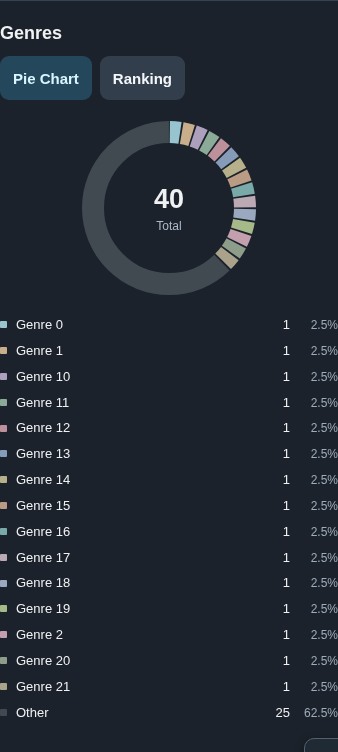 Genres
Pie Chart Ranking
40
Total
Genre 0 1 2.5%
Genre 1 1 2.5%
Genre 10 1 2.5%
Genre 11 1 2.5%
Genre 12 1 2.5%
Genre 13 1 2.5%
Genre 14 1 2.5%
Genre 15 1 2.5%
Genre 16 1 2.5%
Genre 17 1 2.5%
Genre 18 1 2.5%
Genre 19 1 2.5%
Genre 2 1 2.5%
Genre 20 1 2.5%
Genre 21 1 2.5%
Other 25 62.5%